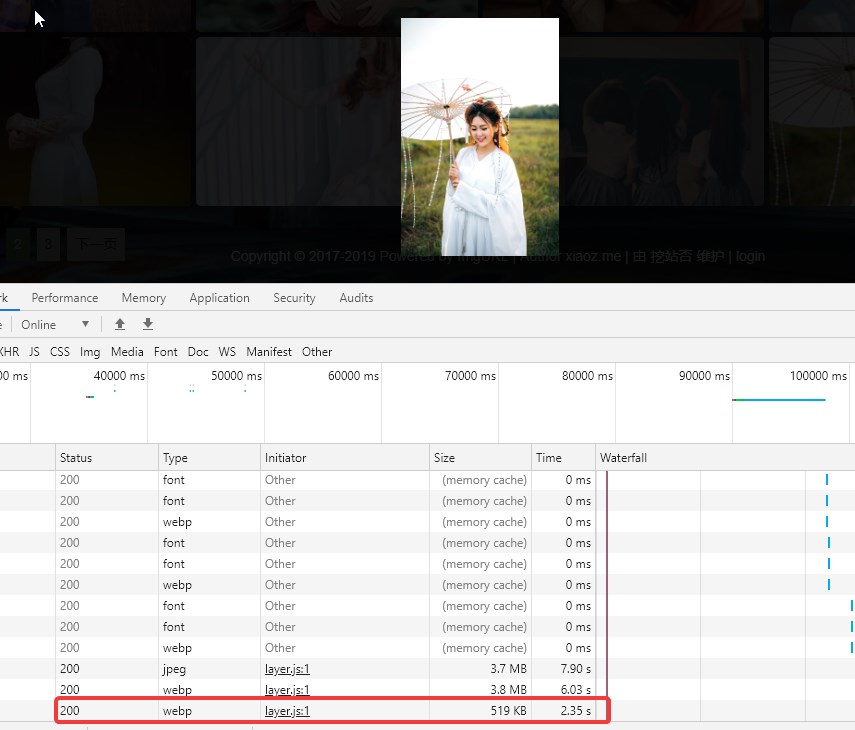 2 3 下一页
Copyright © 2017-2019 Powered by ImgURL | Author xiaoz.me | 由 挖站否 维护 | login
rk Performance Memory Application Security Audits
e Online ▼
XHR JS CSS Img Media Font Doc WS Manifest Other
00 ms 40000 ms 50000 ms 60000 ms 70000 ms 80000 ms 90000 ms 100000 ms
Status Type Initiator Size Time Waterfall
200 font Other (memory cache) 0 ms
200 font Other (memory cache) 0 ms
200 webp Other (memory cache) 0 ms
200 font Other (memory cache) 0 ms
200 font Other (memory cache) 0 ms
200 webp Other (memory cache) 0 ms
200 font Other (memory cache) 0 ms
200 font Other (memory cache) 0 ms
200 webp Other (memory cache) 0 ms
200 jpeg layer.js:1 3.7 MB 7.90 s
200 webp layer.js:1 3.8 MB 6.03 s
200 webp layer.js:1 519 KB 2.35 s